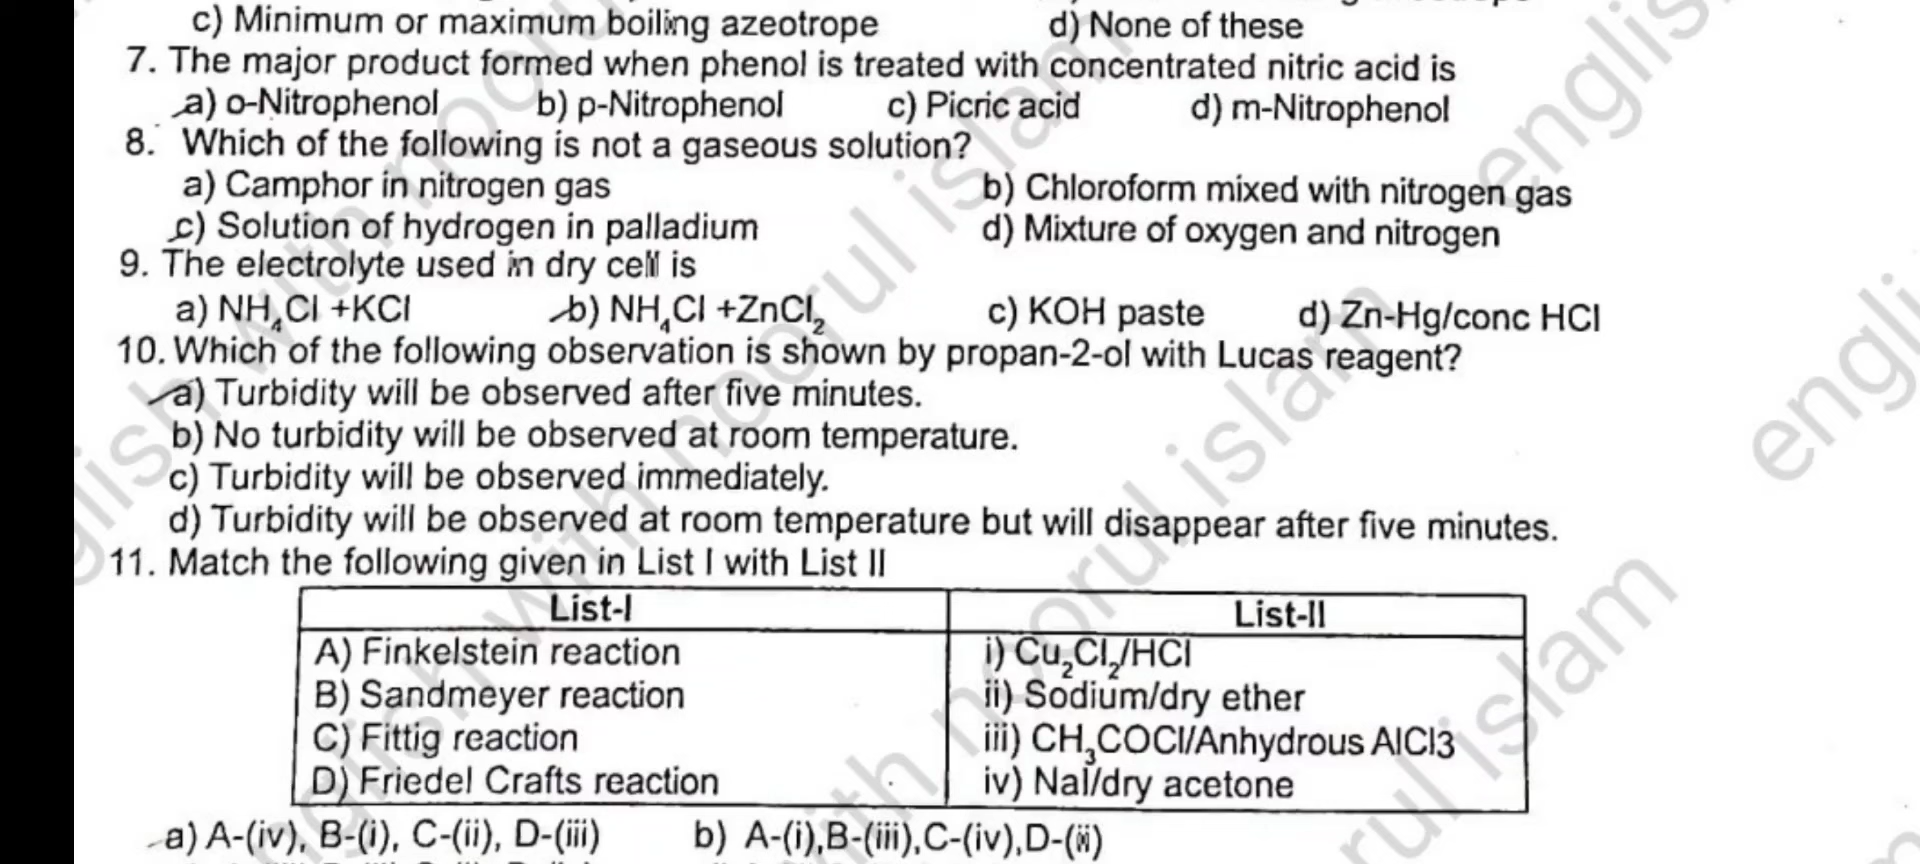 c) Minimum or maximum boiling azeotrope d) None of these
7. The major product formed when phenol is treated with concentrated nitric acid is
a) o-Nitrophenol b) p-Nitrophenol c) Picric acid d) m-Nitrophenol
8. Which of the following is not a gaseous solution?
a) Camphor in nitrogen gas b) Chloroform mixed with nitrogen gas
c) Solution of hydrogen in palladium d) Mixture of oxygen and nitrogen
9. The electrolyte used in dry cell is
a) NH₄Cl +KCl b) NH₄Cl +ZnCl₂ c) KOH paste d) Zn-Hg/conc HCl
10. Which of the following observation is shown by propan-2-ol with Lucas reagent?
a) Turbidity will be observed after five minutes.
b) No turbidity will be observed at room temperature.
c) Turbidity will be observed immediately.
d) Turbidity will be observed at room temperature but will disappear after five minutes.
11. Match the following given in List I with List II
List-I List-II
A) Finkelstein reaction i) Cu₂Cl₂/HCl
B) Sandmeyer reaction ii) Sodium/dry ether
C) Fittig reaction iii) CH₃COCl/Anhydrous AlCl3
D) Friedel Crafts reaction iv) NaI/dry acetone
a) A-(iv), B-(i), C-(ii), D-(iii) b) A-(i),B-(iii),C-(iv),D-(ii)
english with noorul islam